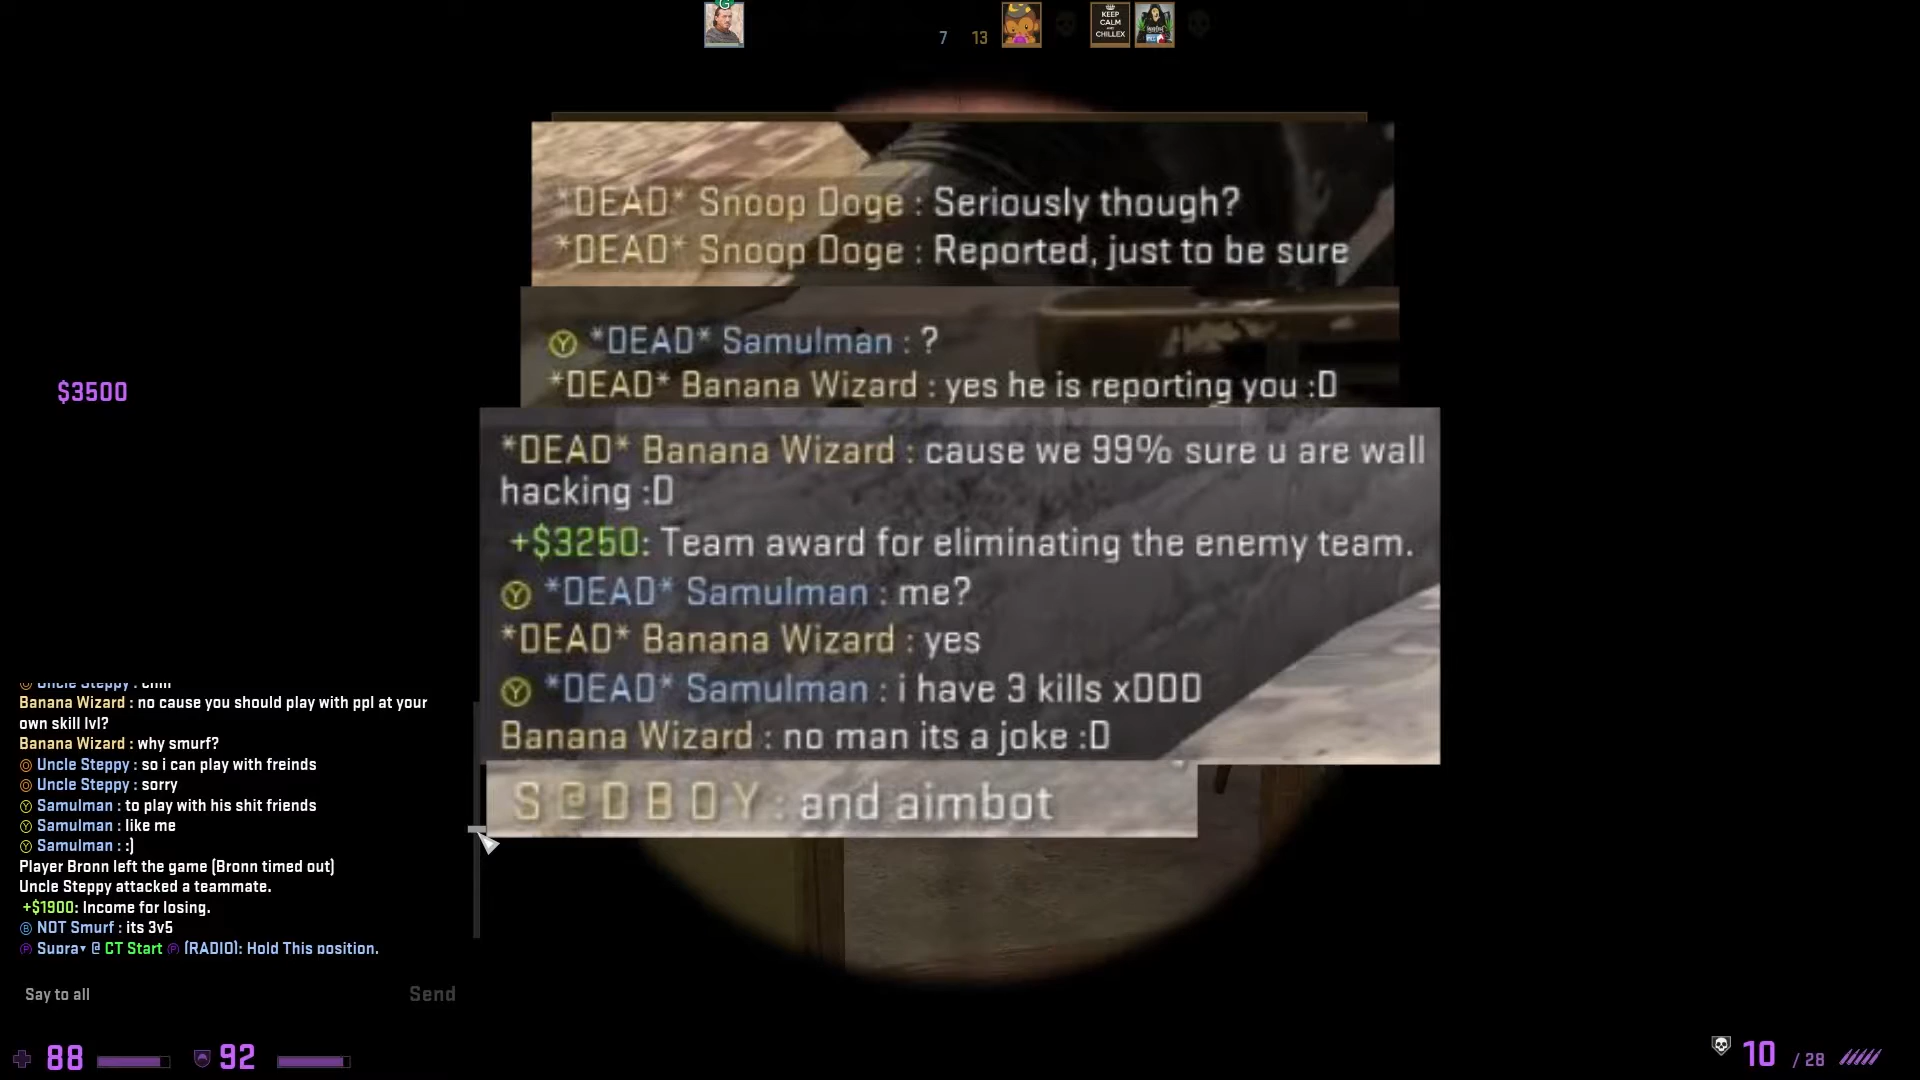 G
7 13
KEEP
CALM
CHILLEX
*DEAD* Snoop Doge : Seriously though?
*DEAD* Snoop Doge : Reported, just to be sure
Y *DEAD* Samulman : ?
*DEAD* Banana Wizard : yes he is reporting you :D
$3500
*DEAD* Banana Wizard : cause we 99% sure u are wall
hacking :D
+$3250: Team award for eliminating the enemy team.
Y *DEAD* Samulman : me?
*DEAD* Banana Wizard : yes
Y *DEAD* Samulman : i have 3 kills xDDD
Banana Wizard : no man its a joke :D
S @ D B O Y : and aimbot
Uncle Steppy : chill
Banana Wizard : no cause you should play with ppl at your
own skill lvl?
Banana Wizard : why smurf?
O Uncle Steppy : so i can play with freinds
O Uncle Steppy : sorry
Y Samulman : to play with his shit friends
Y Samulman : like me
Y Samulman : :)
Player Bronn left the game (Bronn timed out)
Uncle Steppy attacked a teammate.
+$1900: Income for losing.
B NOT Smurf : its 3v5
P Supra▾ @ CT Start P (RADIO): Hold This position.
Say to all Send
88 92
10 / 28